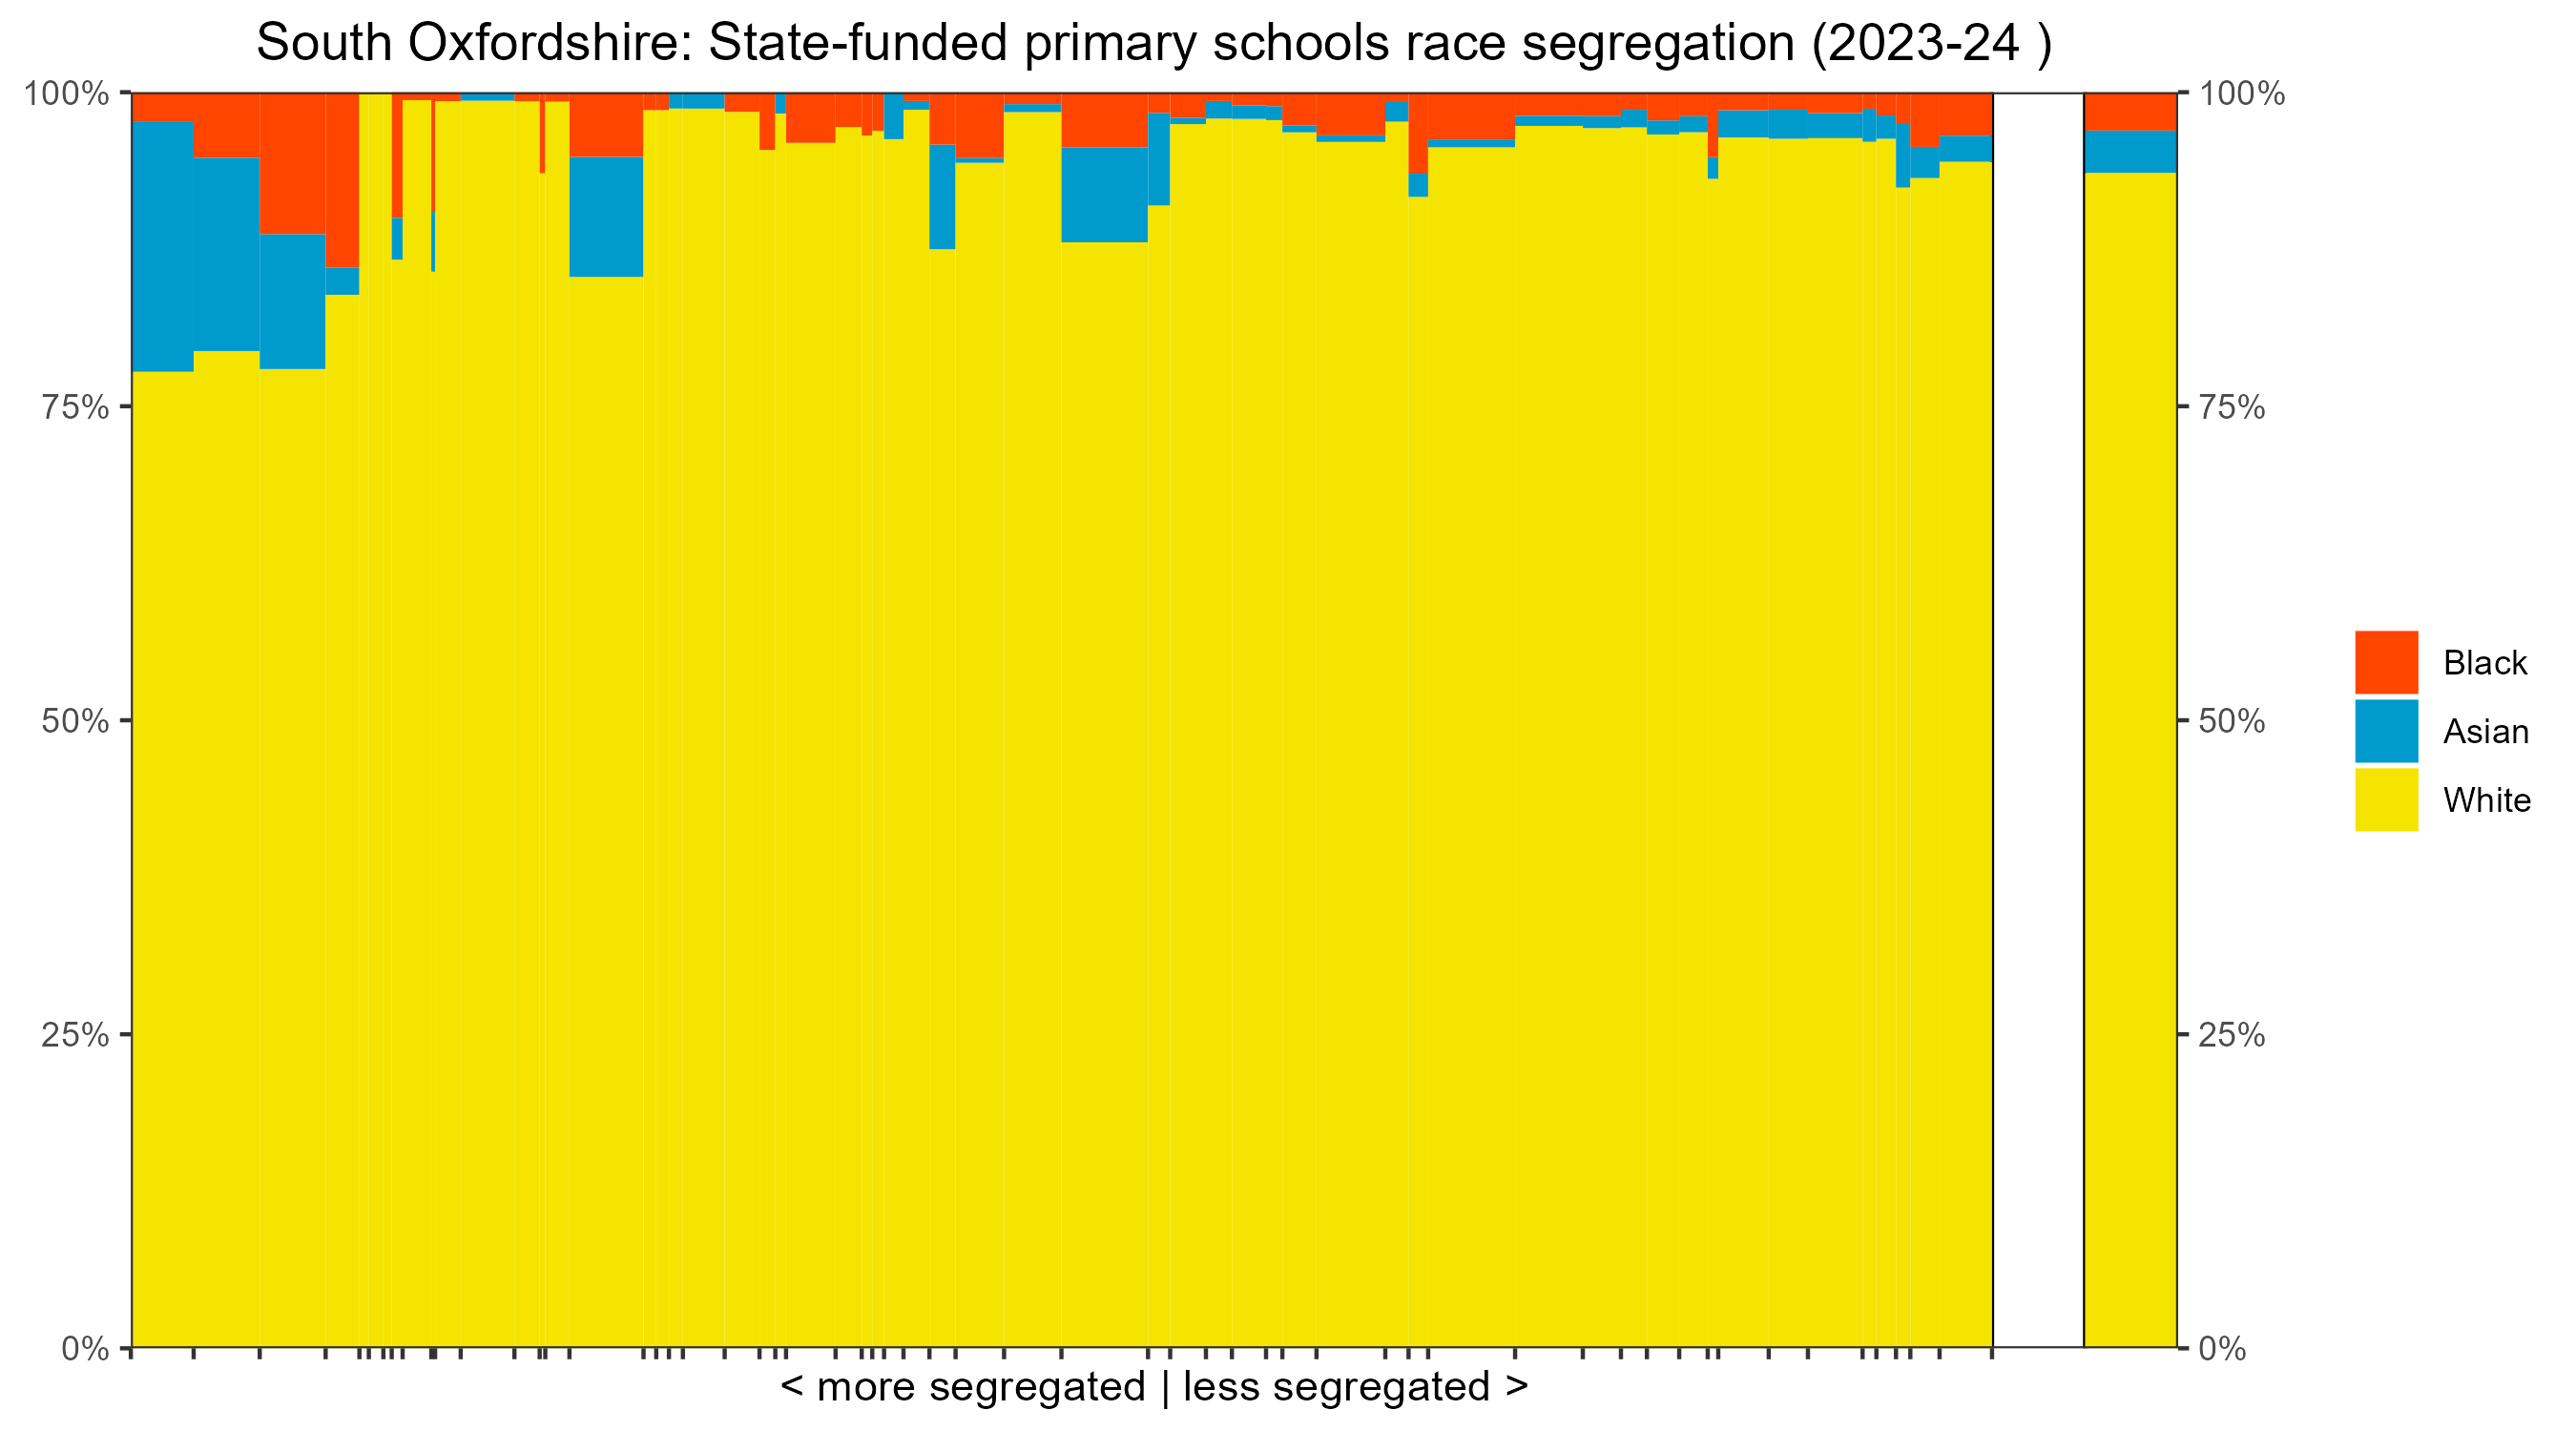 South Oxfordshire: State-funded primary schools race segregation (2023-24 )
100%
75%
50%
25%
0%
100%
75%
50%
25%
0%
Black
Asian
White
< more segregated | less segregated >